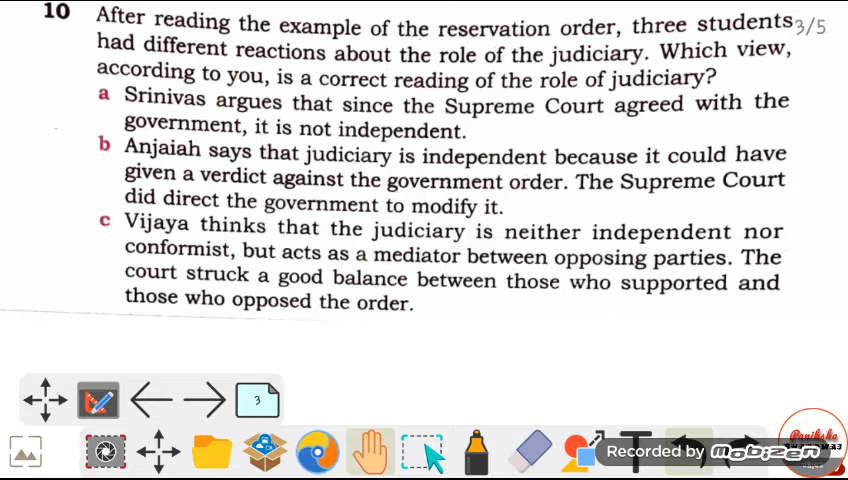 10 After reading the example of the reservation order, three students 3/5
had different reactions about the role of the judiciary. Which view,
according to you, is a correct reading of the role of judiciary?
a Srinivas argues that since the Supreme Court agreed with the
government, it is not independent.
b Anjaiah says that judiciary is independent because it could have
given a verdict against the government order. The Supreme Court
did direct the government to modify it.
c Vijaya thinks that the judiciary is neither independent nor
conformist, but acts as a mediator between opposing parties. The
court struck a good balance between those who supported and
those who opposed the order.
3
T
Recorded by mobizen